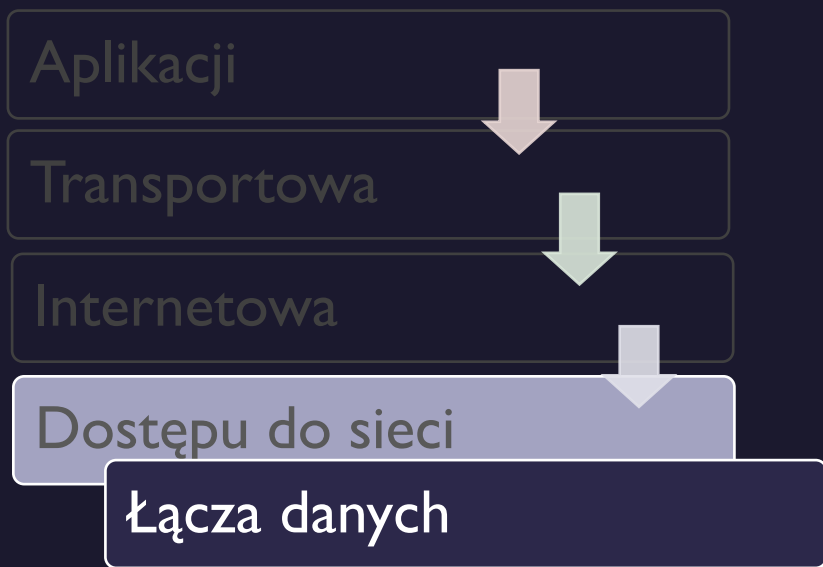 Aplikacji
Transportowa
Internetowa
Dostępu do sieci
Łącza danych